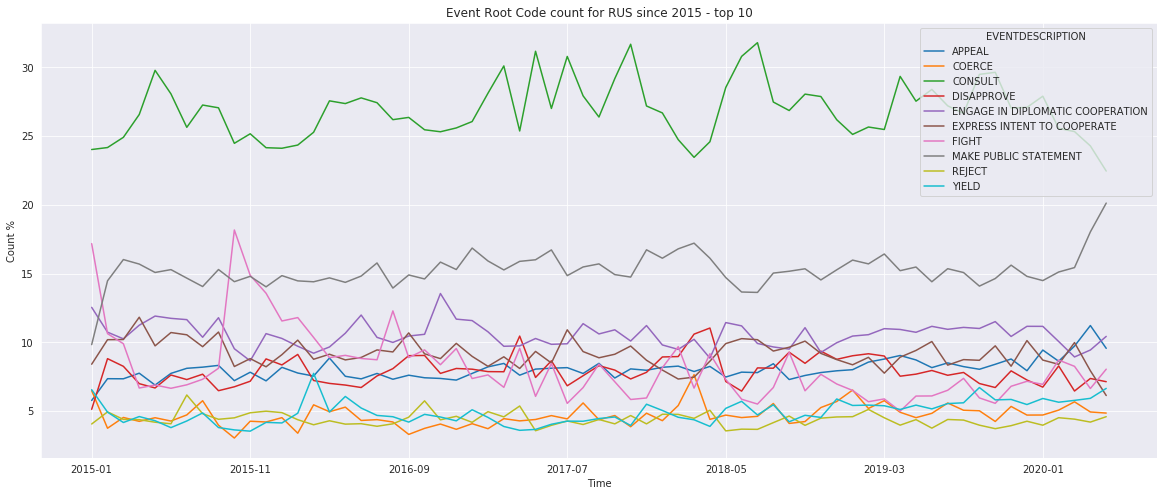 Event Root Code count for RUS since 2015 - top 10
EVENTDESCRIPTION
APPEAL
COERCE
CONSULT
DISAPPROVE
ENGAGE IN DIPLOMATIC COOPERATION
EXPRESS INTENT TO COOPERATE
FIGHT
MAKE PUBLIC STATEMENT
REJECT
YIELD
Count %
30
25
20
15
10
5
2015-01
2015-11
2016-09
2017-07
2018-05
2019-03
2020-01
Time